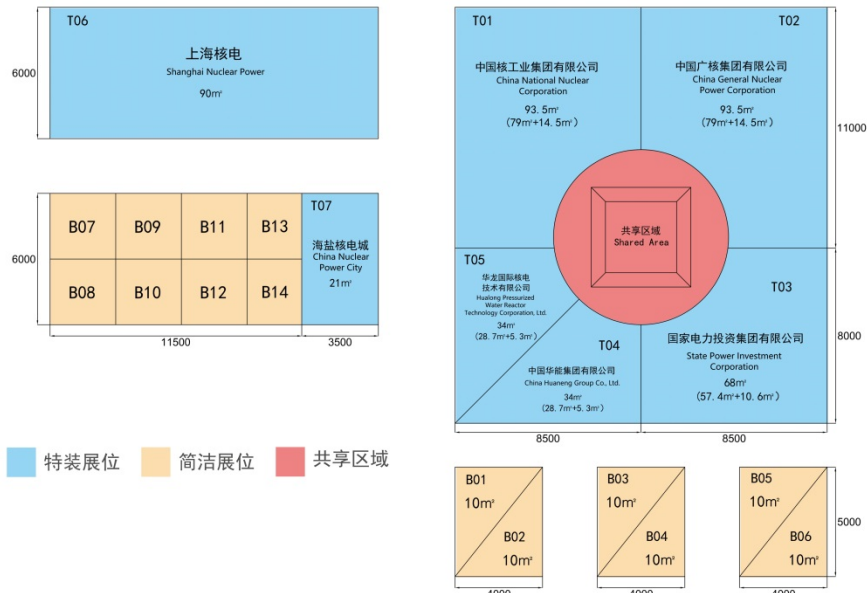 T06
上海核电
Shanghai Nuclear Power
90㎡
6000
B07
B09
B11
B13
B08
B10
B12
B14
T07
海盐核电城
China Nuclear
Power City
21㎡
6000
11500
3500
特装展位
简洁展位
共享区域
T01
中国核工业集团有限公司
China National Nuclear
Corporation
93.5㎡
(79㎡+14.5㎡)
T02
中国广核集团有限公司
China General Nuclear
Power Corporation
93.5㎡
(79㎡+14.5㎡)
11000
共享区域
Shared Area
T05
华龙国际核电
技术有限公司
Hualong Pressurized
Water Reactor
Technology Corporation, Ltd.
34㎡
(28.7㎡+5.3㎡)
T04
中国华能集团有限公司
China Huaneng Group Co., Ltd.
34㎡
(28.7㎡+5.3㎡)
T03
国家电力投资集团有限公司
State Power Investment
Corporation
68㎡
(57.4㎡+10.6㎡)
8000
8500
8500
B01
10㎡
B02
10㎡
B03
10㎡
B04
10㎡
B05
10㎡
B06
10㎡
5000
4000
4000
4000